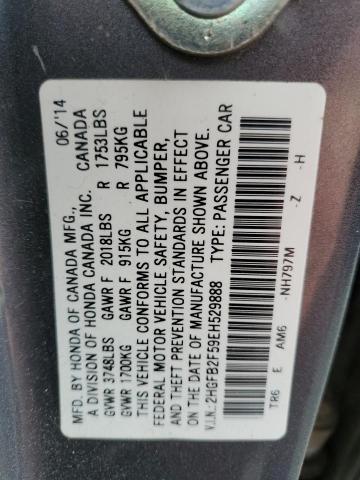 MFD. BY HONDA OF CANADA MFG., 06/'14
A DIVISION OF HONDA CANADA INC. CANADA
GVWR 3748LBS GAWR F 2018LBS R 1753LBS
GVWR 1700KG GAWR F 915KG R 795KG
THIS VEHICLE CONFORMS TO ALL APPLICABLE
FEDERAL MOTOR VEHICLE SAFETY, BUMPER,
AND THEFT PREVENTION STANDARDS IN EFFECT
ON THE DATE OF MANUFACTURE SHOWN ABOVE.
V.I.N.:2HGFB2F59EH529888 TYPE:PASSENGER CAR
TR6 E AM6 -NH797M -Z -H